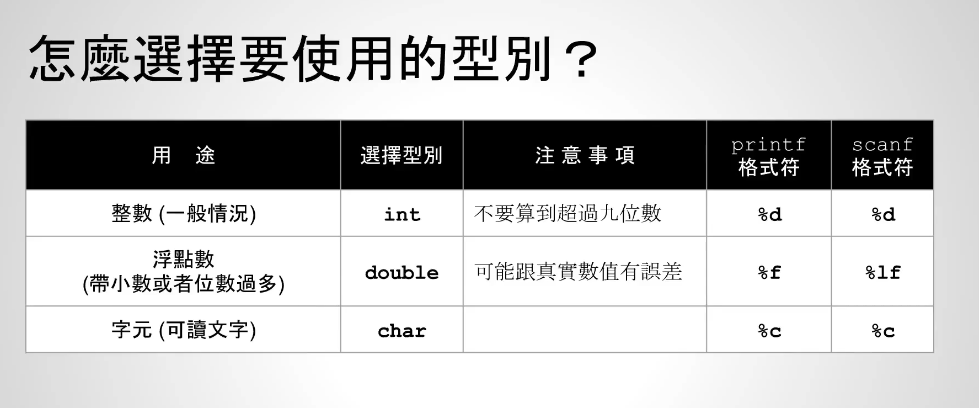 怎麼選擇要使用的型別？
用 途 選擇型別 注意事項 printf 格式符 scanf 格式符
整數 (一般情況) int 不要算到超過九位數 %d %d
浮點數
(帶小數或者位數過多) double 可能跟真實數值有誤差 %f %lf
字元 (可讀文字) char %c %c